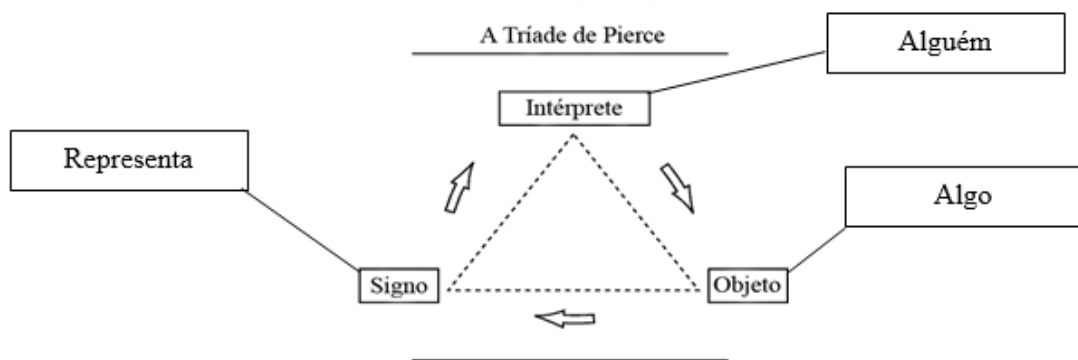 A Tríade de Pierce
Alguém
Intérprete
Representa
Algo
Signo
Objeto